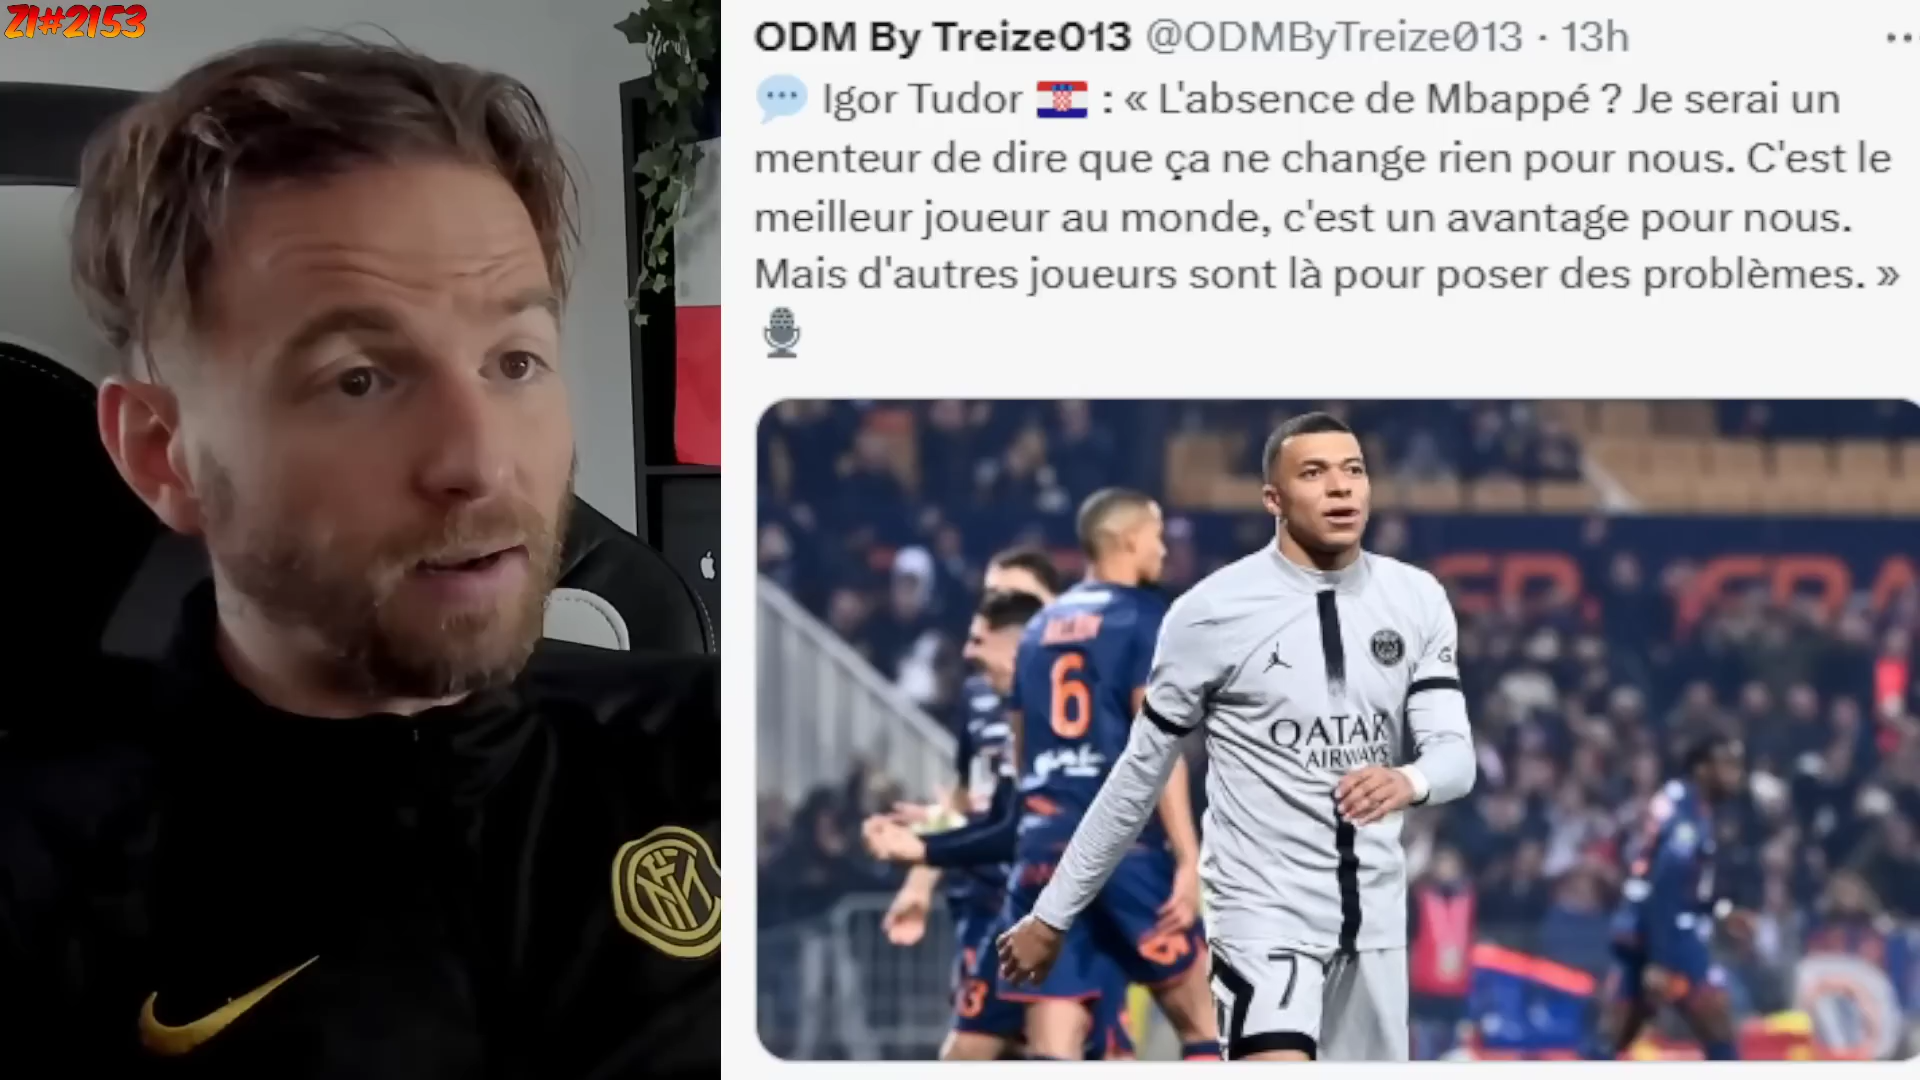 Z1#2153
ODM By Treize013 @ODMByTreize013 · 13h
Igor Tudor : « L'absence de Mbappé ? Je serai un
menteur de dire que ça ne change rien pour nous. C'est le
meilleur joueur au monde, c'est un avantage pour nous.
Mais d'autres joueurs sont là pour poser des problèmes. »
6
QATAR
AIRWAYS
7